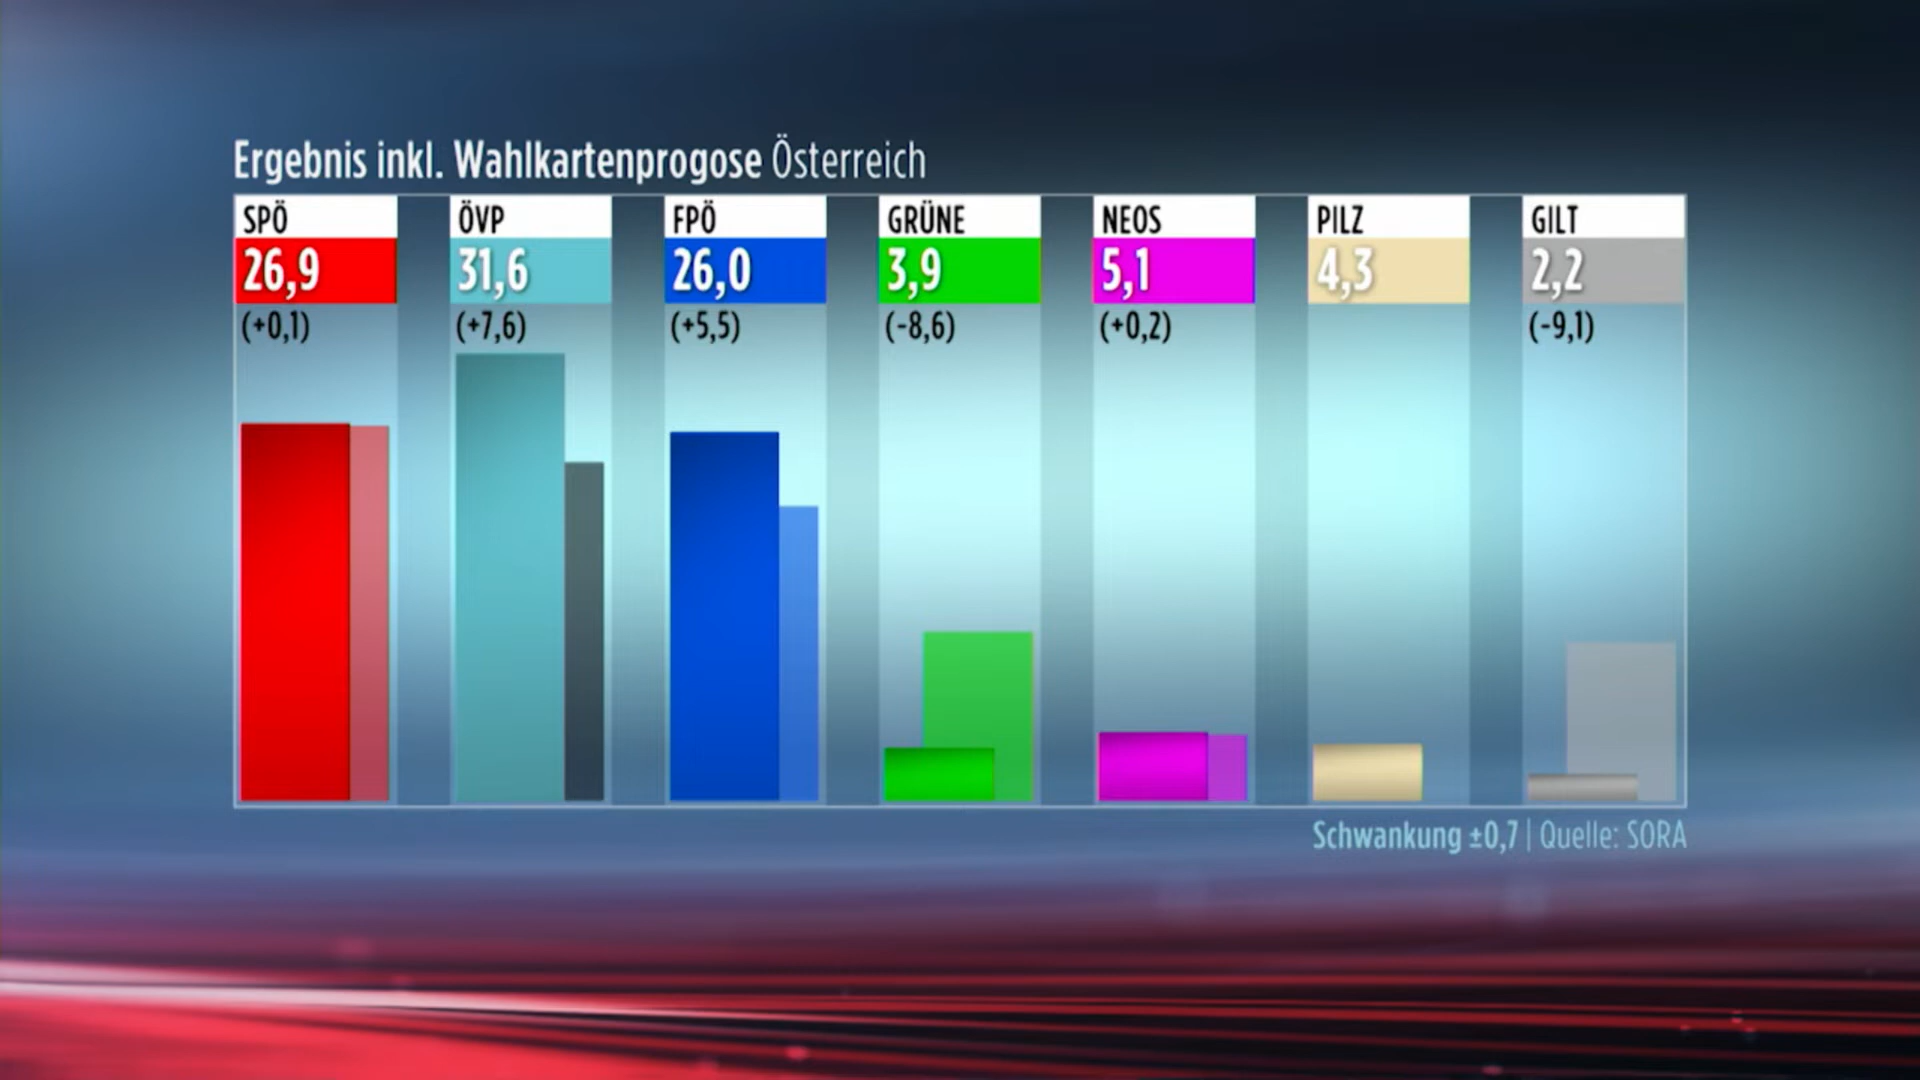 Ergebnis inkl. Wahlkartenprogose Österreich
SPÖ ÖVP FPÖ GRÜNE NEOS PILZ GILT
26,9 31,6 26,0 3,9 5,1 4,3 2,2
(+0,1) (+7,6) (+5,5) (-8,6) (+0,2) (-9,1)
Schwankung ±0,7 | Quelle: SORA